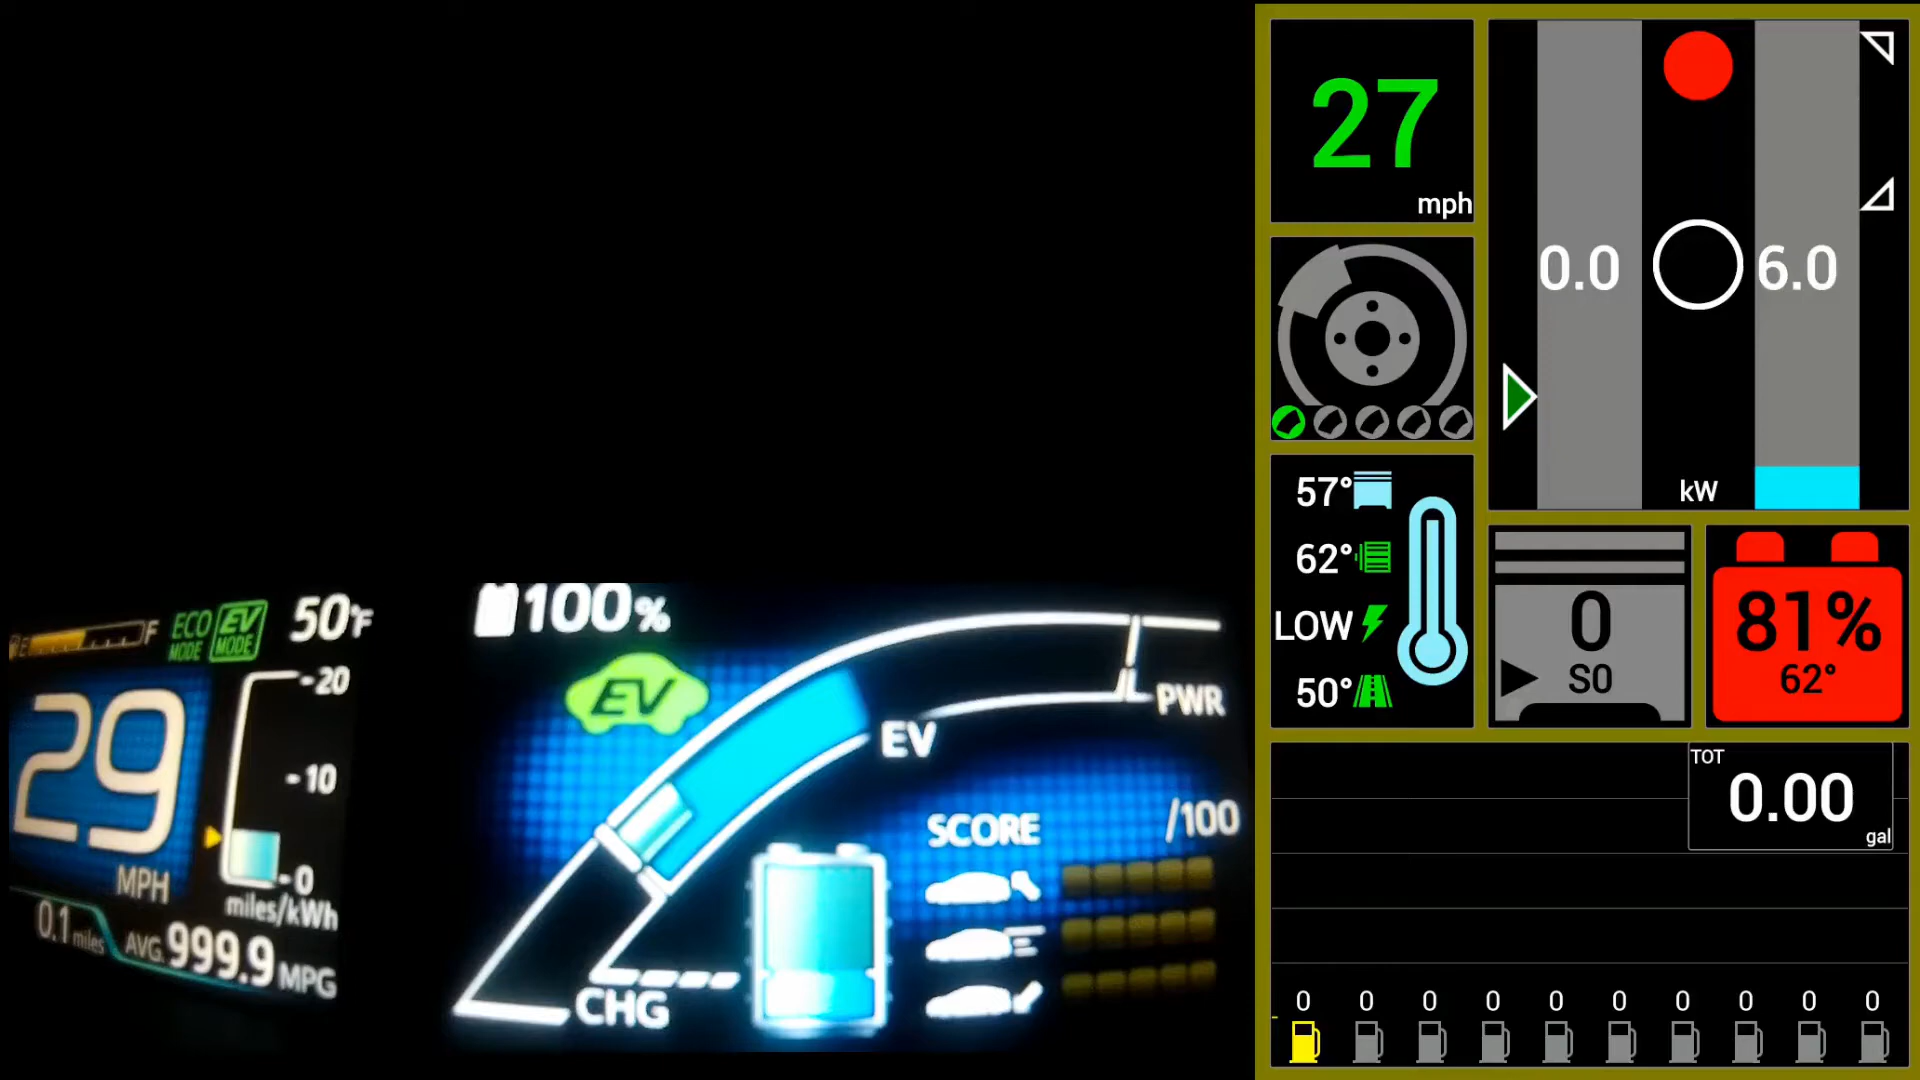 E F
ECO MODE
EV MODE
50°F
29
MPH
20
10
0
miles/kWh
0.1 miles
AVG. 999.9 MPG
100%
EV
EV
PWR
CHG
SCORE
/100
27
mph
0.0
6.0
kW
57°
62°
LOW
50°
0
S0
81%
62°
TOT
0.00
gal
0 0 0 0 0 0 0 0 0 0